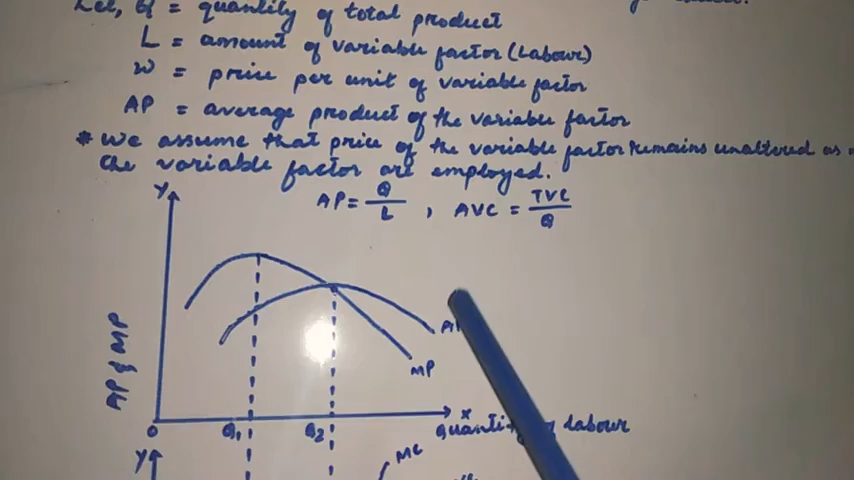 Let, Q = quantity of total product
L = amount of variable factor (Labour)
w = price per unit of variable factor
AP = average product of the variable factor
* We assume that price of the variable factor remains unaltered as
the variable factor are employed.
AP = Q/L , AVC = TVC/Q
Y
AP & MP
MP
O
Q1
Q2
X
Labour
Y
MC